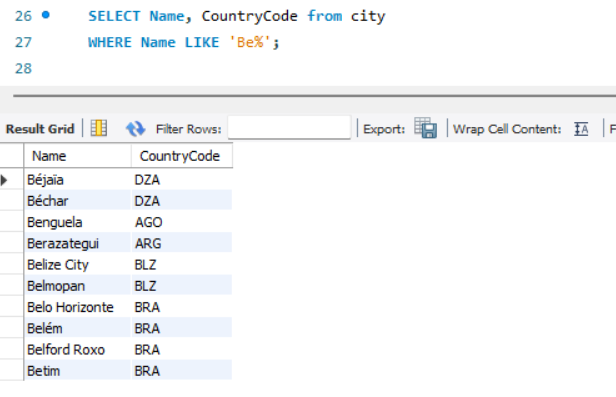 26 SELECT Name, CountryCode from city
27 WHERE Name LIKE 'Be%';
28
Result Grid Filter Rows: Export: Wrap Cell Content: F
Name CountryCode
Béjaïa DZA
Béchar DZA
Benguela AGO
Berazategui ARG
Belize City BLZ
Belmopan BLZ
Belo Horizonte BRA
Belém BRA
Belford Roxo BRA
Betim BRA